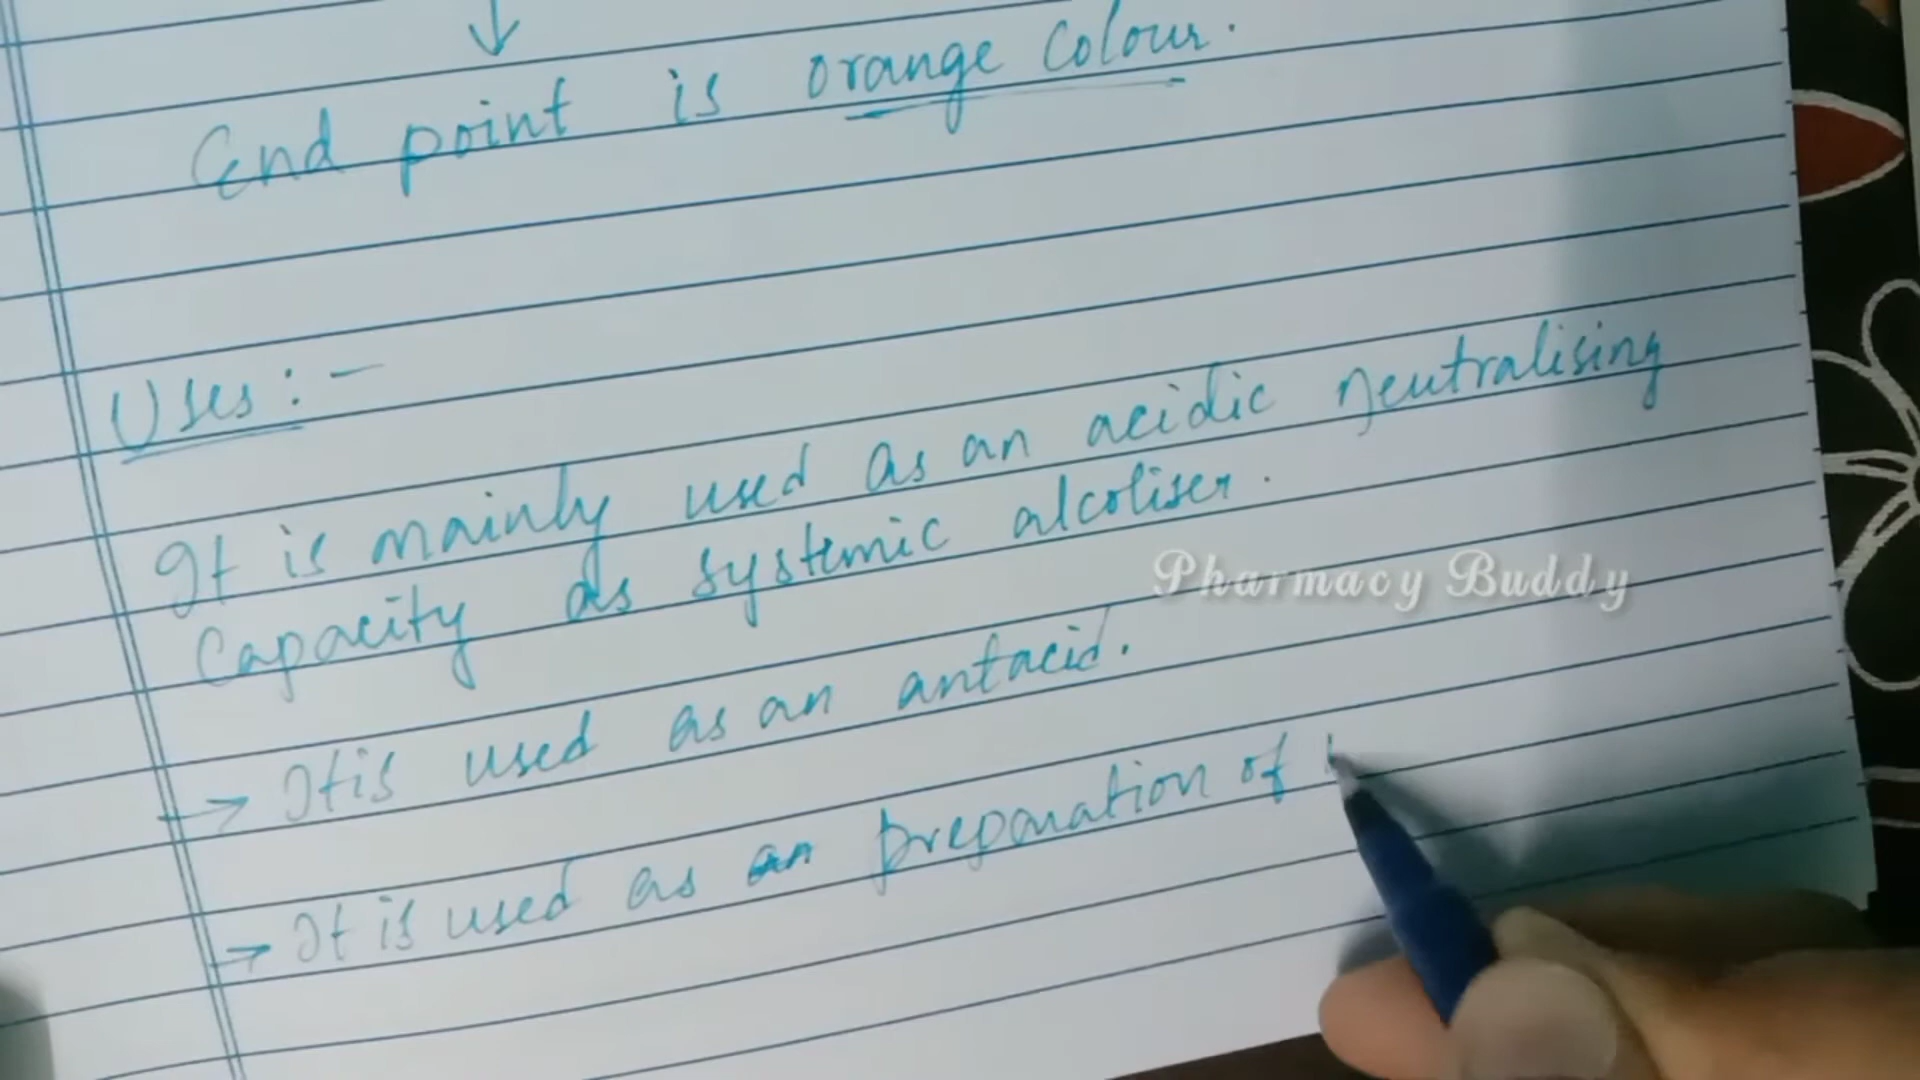 End point is orange Colour.
Uses:-
It is mainly used as an acidic neutralising
Capacity as systemic alcoliser.
Pharmacy Buddy
→ It is used as an antacid.
→ It is used as an preparation of